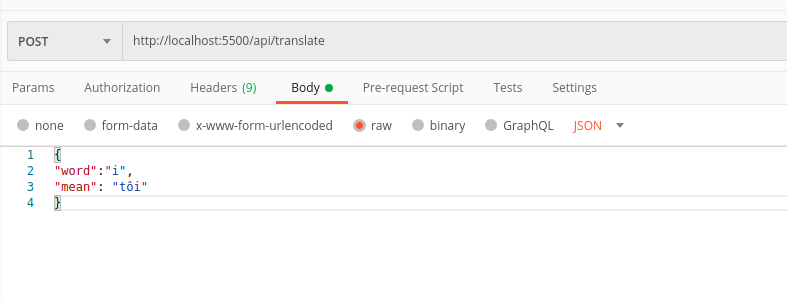 POST http://localhost:5500/api/translate
Params Authorization Headers (9) Body Pre-request Script Tests Settings
none form-data x-www-form-urlencoded raw binary GraphQL JSON
1 {
2 "word":"i",
3 "mean": "tôi"
4 }